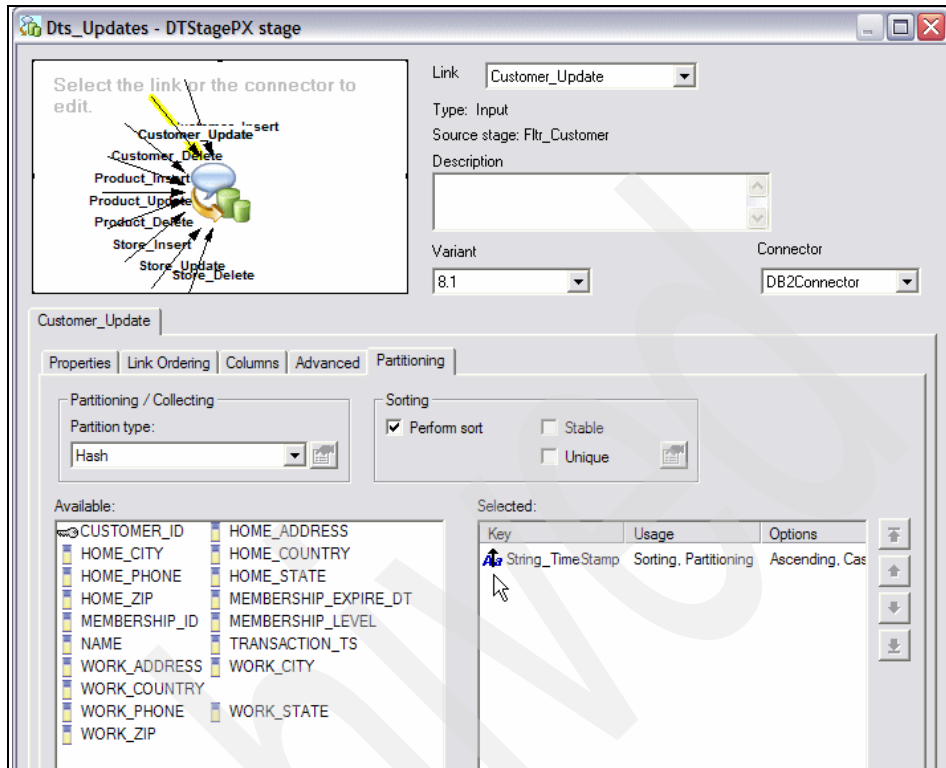 Dts_Updates - DTStagePX stage
Select the link or the connector to
edit.
Link Customer_Update
Type: Input
Source stage: Fltr_Customer
Description
Customer_Insert
Customer_Update
Customer_Delete
Product_Insert
Product_Update
Product_Delete
Store_Insert
Store_Update
Store_Delete
Variant Connector
8.1 DB2Connector
Customer_Update
Properties Link Ordering Columns Advanced Partitioning
Partitioning / Collecting Sorting
Partition type: Perform sort Stable
Hash Unique
Available: Selected:
CUSTOMER_ID HOME_ADDRESS Key Usage Options
HOME_CITY HOME_COUNTRY String_TimeStamp Sorting, Partitioning Ascending, Cas
HOME_PHONE HOME_STATE
HOME_ZIP MEMBERSHIP_EXPIRE_DT
MEMBERSHIP_ID MEMBERSHIP_LEVEL
NAME TRANSACTION_TS
WORK_ADDRESS WORK_CITY
WORK_COUNTRY
WORK_PHONE WORK_STATE
WORK_ZIP